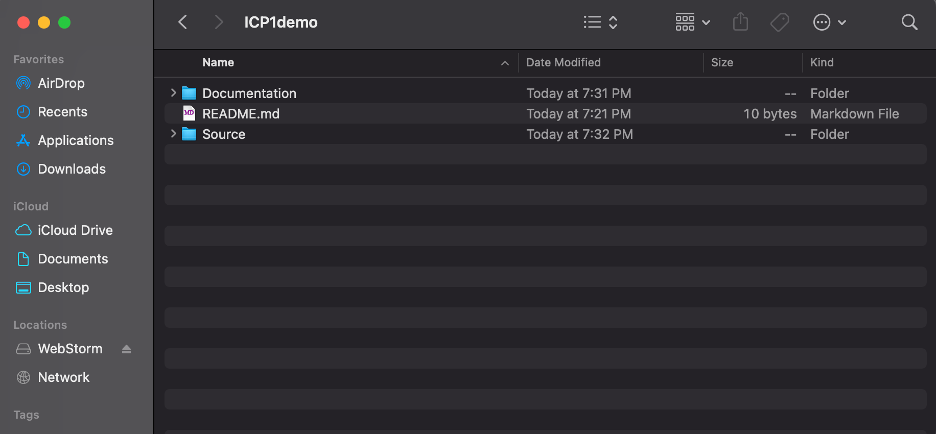 ICP1demo
Favorites
AirDrop
Recents
Applications
Downloads
iCloud
iCloud Drive
Documents
Desktop
Locations
WebStorm
Network
Tags
Name Date Modified Size Kind
Documentation Today at 7:31 PM -- Folder
MD README.md Today at 7:21 PM 10 bytes Markdown File
Source Today at 7:32 PM -- Folder